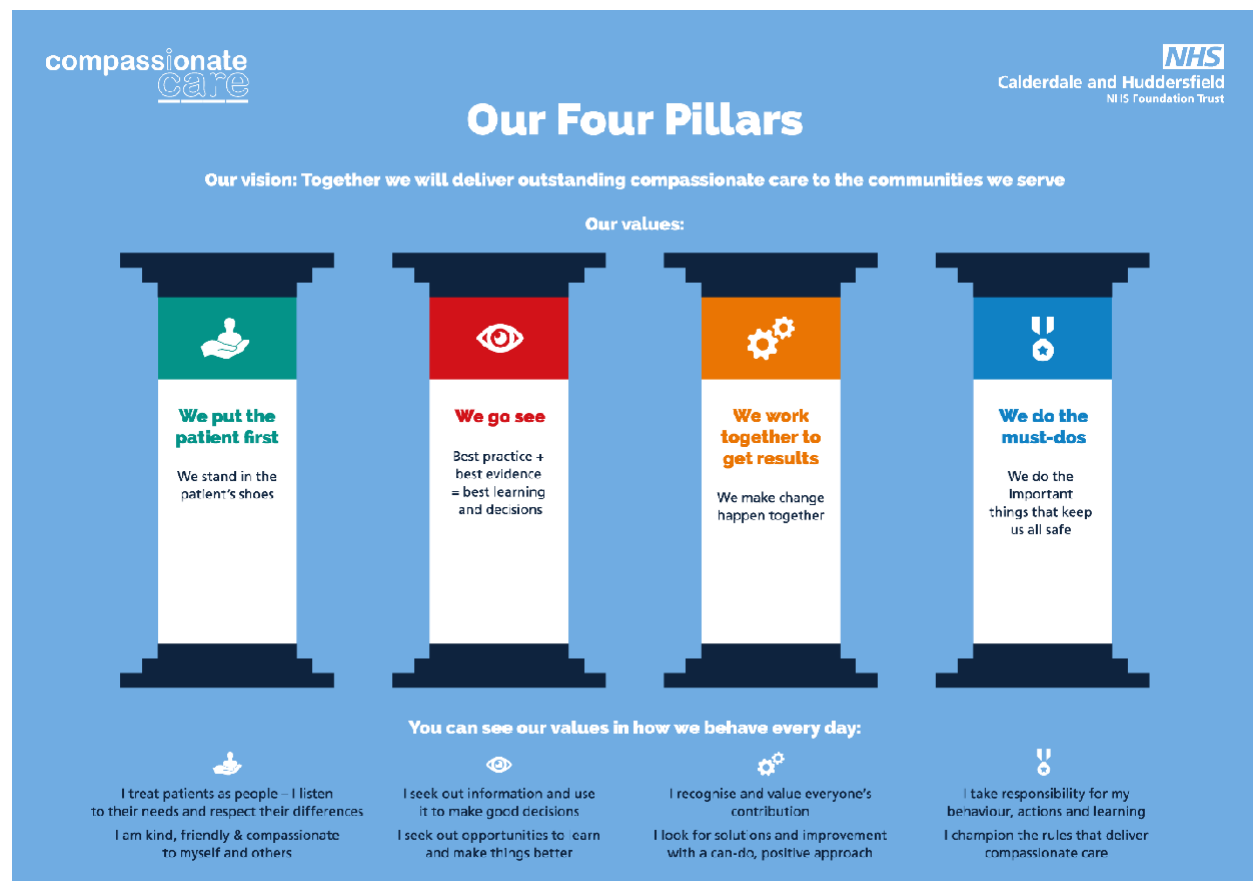 compassionate
care
NHS
Calderdale and Huddersfield
NHS Foundation Trust
Our Four Pillars
Our vision: Together we will deliver outstanding compassionate care to the communities we serve
Our values:
We put the
patient first
We stand in the
patient's shoes
We go see
Best practice +
best evidence
= best learning
and decisions
We work
together to
get results
We make change
happen together
We do the
must-dos
We do the
important
things that keep
us all safe
You can see our values in how we behave every day:
I treat patients as people – I listen
to their needs and respect their differences
I am kind, friendly & compassionate
to myself and others
I seek out information and use
it to make good decisions
I seek out opportunities to learn
and make things better
I recognise and value everyone's
contribution
I look for solutions and improvement
with a can-do, positive approach
I take responsibility for my
behaviour, actions and learning
I champion the rules that deliver
compassionate care